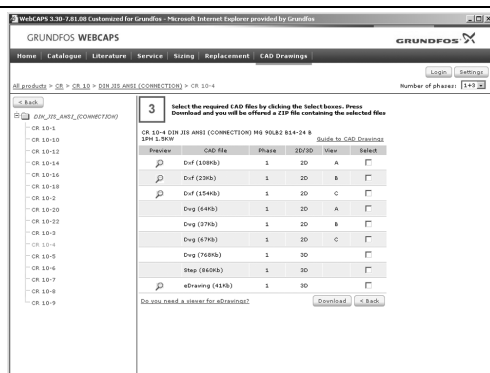 WebCAPS 3.30-7.81.08 Customized for Grundfos - Microsoft Internet Explorer provided by Grundfos
GRUNDFOS WEBCAPS
GRUNDFOS
Home Catalogue Literature Service Sizing Replacement CAD Drawings
Login Settings
All products > CR > CR 10 > DIN JIS ANSI (CONNECTION) > CR 10-4
Number of phases: 1+3
< Back
DIN_JIS_ANSI_(CONNECTION)
CR 10-1
CR 10-10
CR 10-12
CR 10-14
CR 10-16
CR 10-18
CR 10-2
CR 10-20
CR 10-22
CR 10-3
CR 10-4
CR 10-5
CR 10-6
CR 10-7
CR 10-8
CR 10-9
3
Select the required CAD files by clicking the Select boxes. Press
Download and you will be offered a ZIP file containing the selected files
CR 10-4 DIN JIS ANSI (CONNECTION) MG 90LB2 B14-24 B
1PH 1.5KW
Guide to CAD Drawings
Preview CAD file Phase 2D/3D View Select
Dxf (108Kb) 1 2D A
Dxf (23Kb) 1 2D B
Dxf (154Kb) 1 2D C
Dwg (64Kb) 1 2D A
Dwg (37Kb) 1 2D B
Dwg (67Kb) 1 2D C
Dwg (768Kb) 1 3D
Step (860Kb) 1 3D
eDrawing (41Kb) 1 3D
Do you need a viewer for eDrawings?
Download < Back